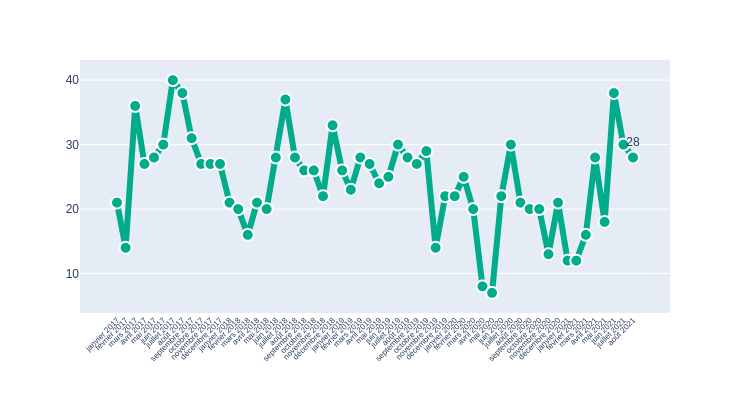 40
30
20
10
28
janvier 2017
février 2017
mars 2017
avril 2017
mai 2017
juin 2017
juillet 2017
août 2017
septembre 2017
octobre 2017
novembre 2017
décembre 2017
janvier 2018
février 2018
mars 2018
avril 2018
mai 2018
juin 2018
juillet 2018
août 2018
septembre 2018
octobre 2018
novembre 2018
décembre 2018
janvier 2019
février 2019
mars 2019
avril 2019
mai 2019
juin 2019
juillet 2019
août 2019
septembre 2019
octobre 2019
novembre 2019
décembre 2019
janvier 2020
février 2020
mars 2020
avril 2020
mai 2020
juin 2020
juillet 2020
août 2020
septembre 2020
octobre 2020
novembre 2020
décembre 2020
janvier 2021
février 2021
mars 2021
avril 2021
mai 2021
juin 2021
juillet 2021
août 2021